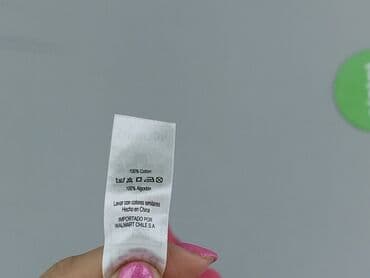 100% Cotton
100% Algodón
Lavar con colores similares
Hecho en China
IMPORTADO POR
WALMART CHILE S.A